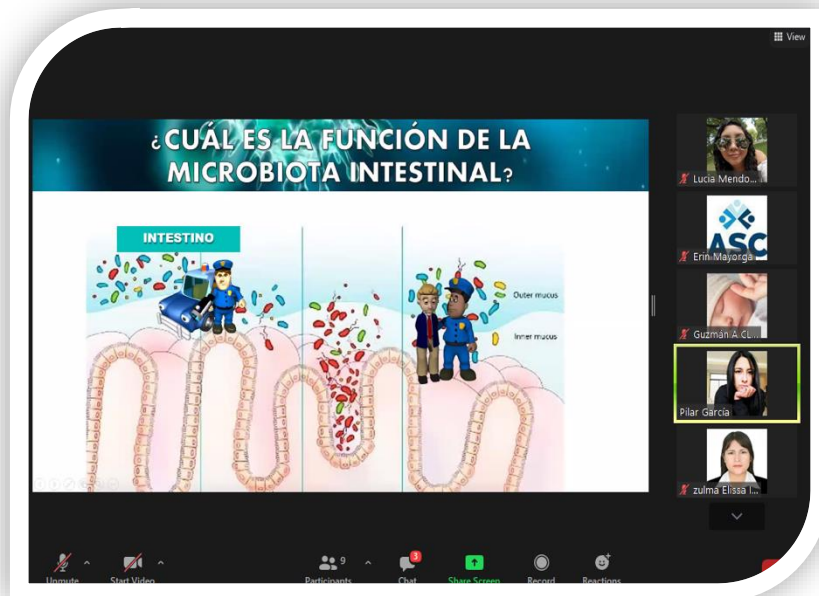 View
¿CUÁL ES LA FUNCIÓN DE LA
MICROBIOTA INTESTINAL?
INTESTINO
Outer mucus
Inner mucus
Lucia Mendo...
ASC
Erin Mayorga
Guzmán A.CL...
Pilar García
zulma Elissa I...
Unmute
Start Video
9
Participants
3
Chat
Share Screen
Record
Reactions